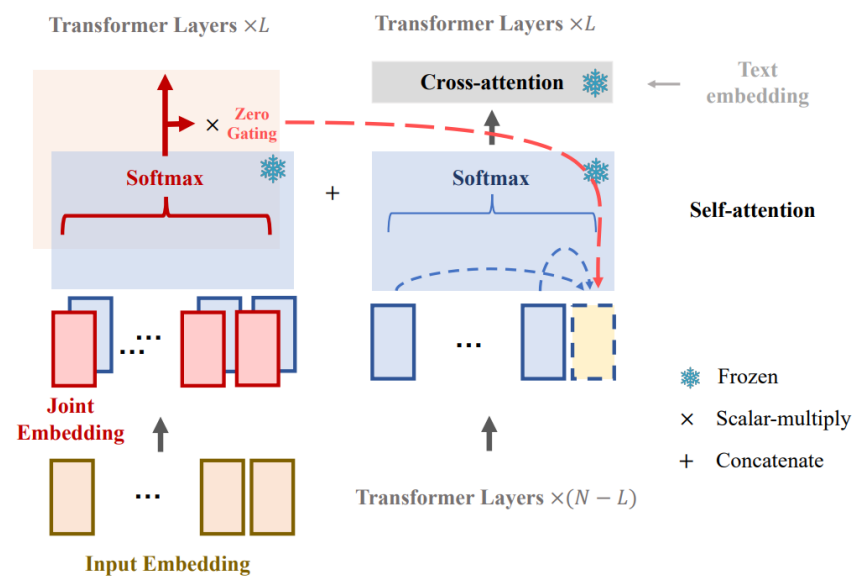 Transformer Layers ×L
Transformer Layers ×L
Cross-attention
Text
embedding
× Zero
Gating
Softmax
+
Softmax
Self-attention
... ...
...
Joint
Embedding
Frozen
× Scalar-multiply
+ Concatenate
...
Transformer Layers ×(N − L)
Input Embedding